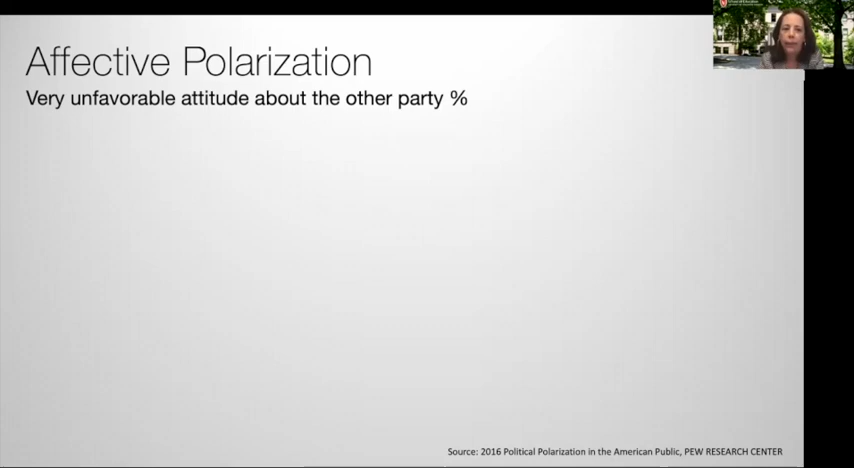 Affective Polarization
Very unfavorable attitude about the other party %
Source: 2016 Political Polarization in the American Public, PEW RESEARCH CENTER